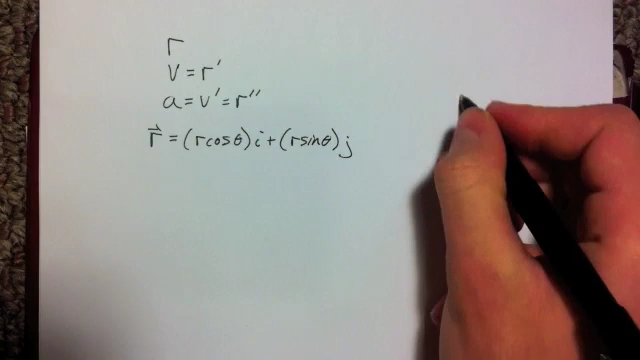 r
v = r'
a = v' = r''
r⃗ = (r cos θ) i + (r sin θ) j